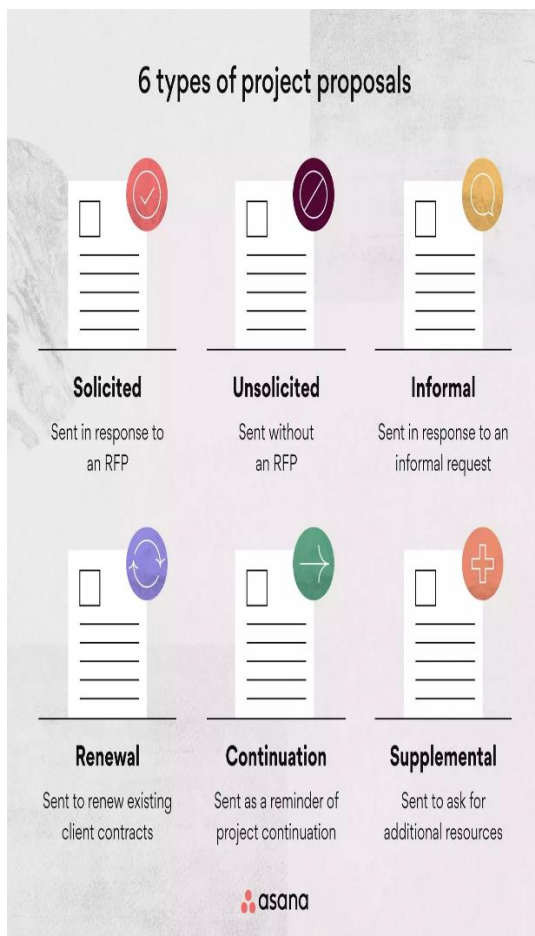 6 types of project proposals
Solicited
Sent in response to
an RFP
Unsolicited
Sent without
an RFP
Informal
Sent in response to an
informal request
Renewal
Sent to renew existing
client contracts
Continuation
Sent as a reminder of
project continuation
Supplemental
Sent to ask for
additional resources
asana